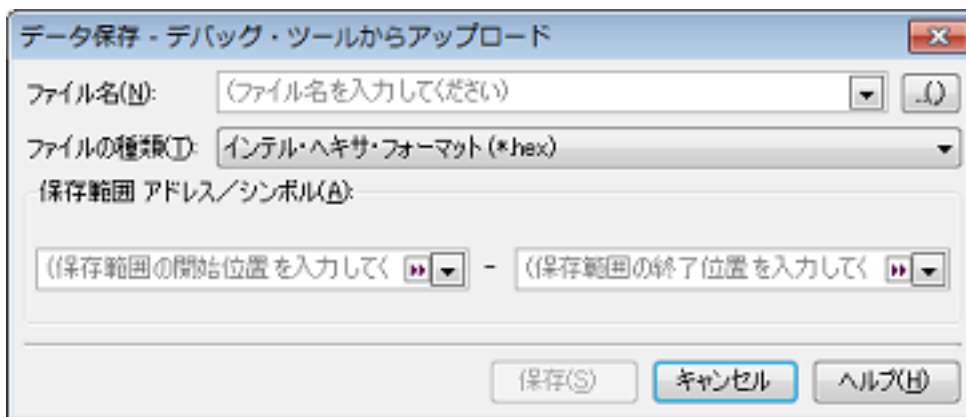 データ保存 - デバッグ・ツールからアップロード
ファイル名(N): (ファイル名を入力してください) ...
ファイルの種類(T): インテル・ヘキサ・フォーマット (*.hex)
保存範囲 アドレス／シンボル(A):
((保存範囲の開始位置を入力してく - ((保存範囲の終了位置を入力してく
保存(S) キャンセル ヘルプ(H)